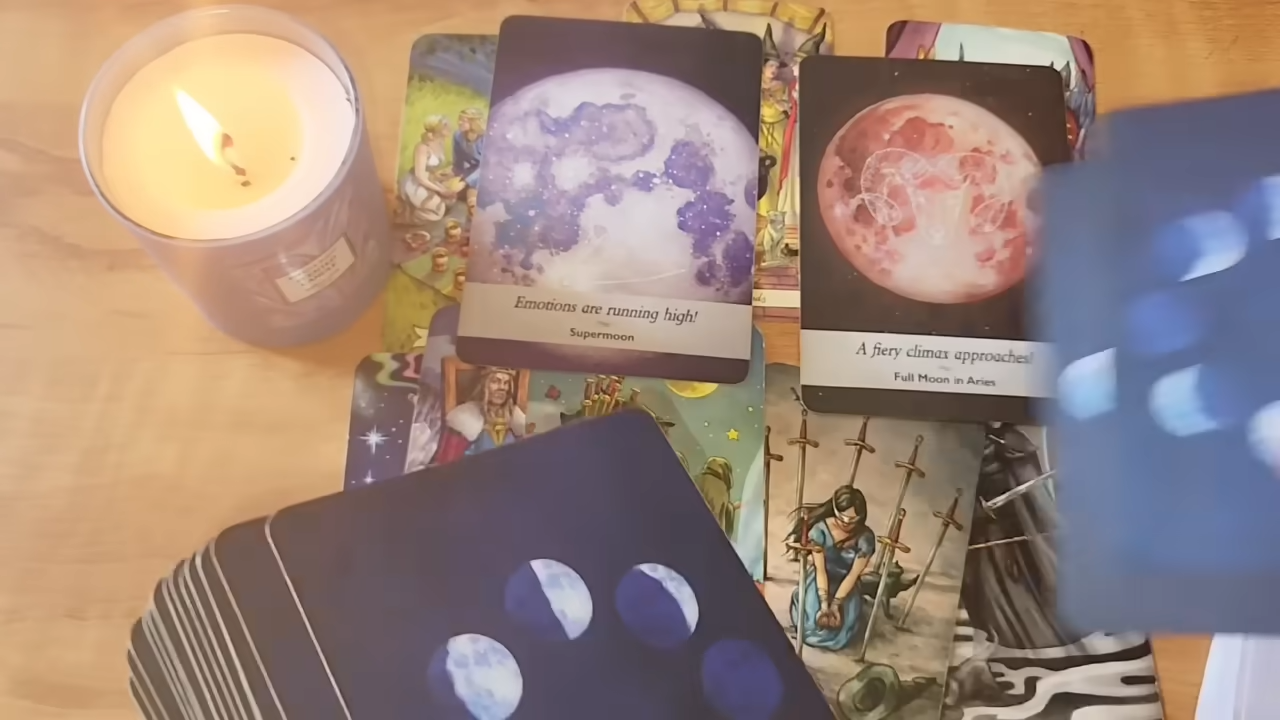 Emotions are running high!
Supermoon
A fiery climax approaches!
Full Moon in Aries